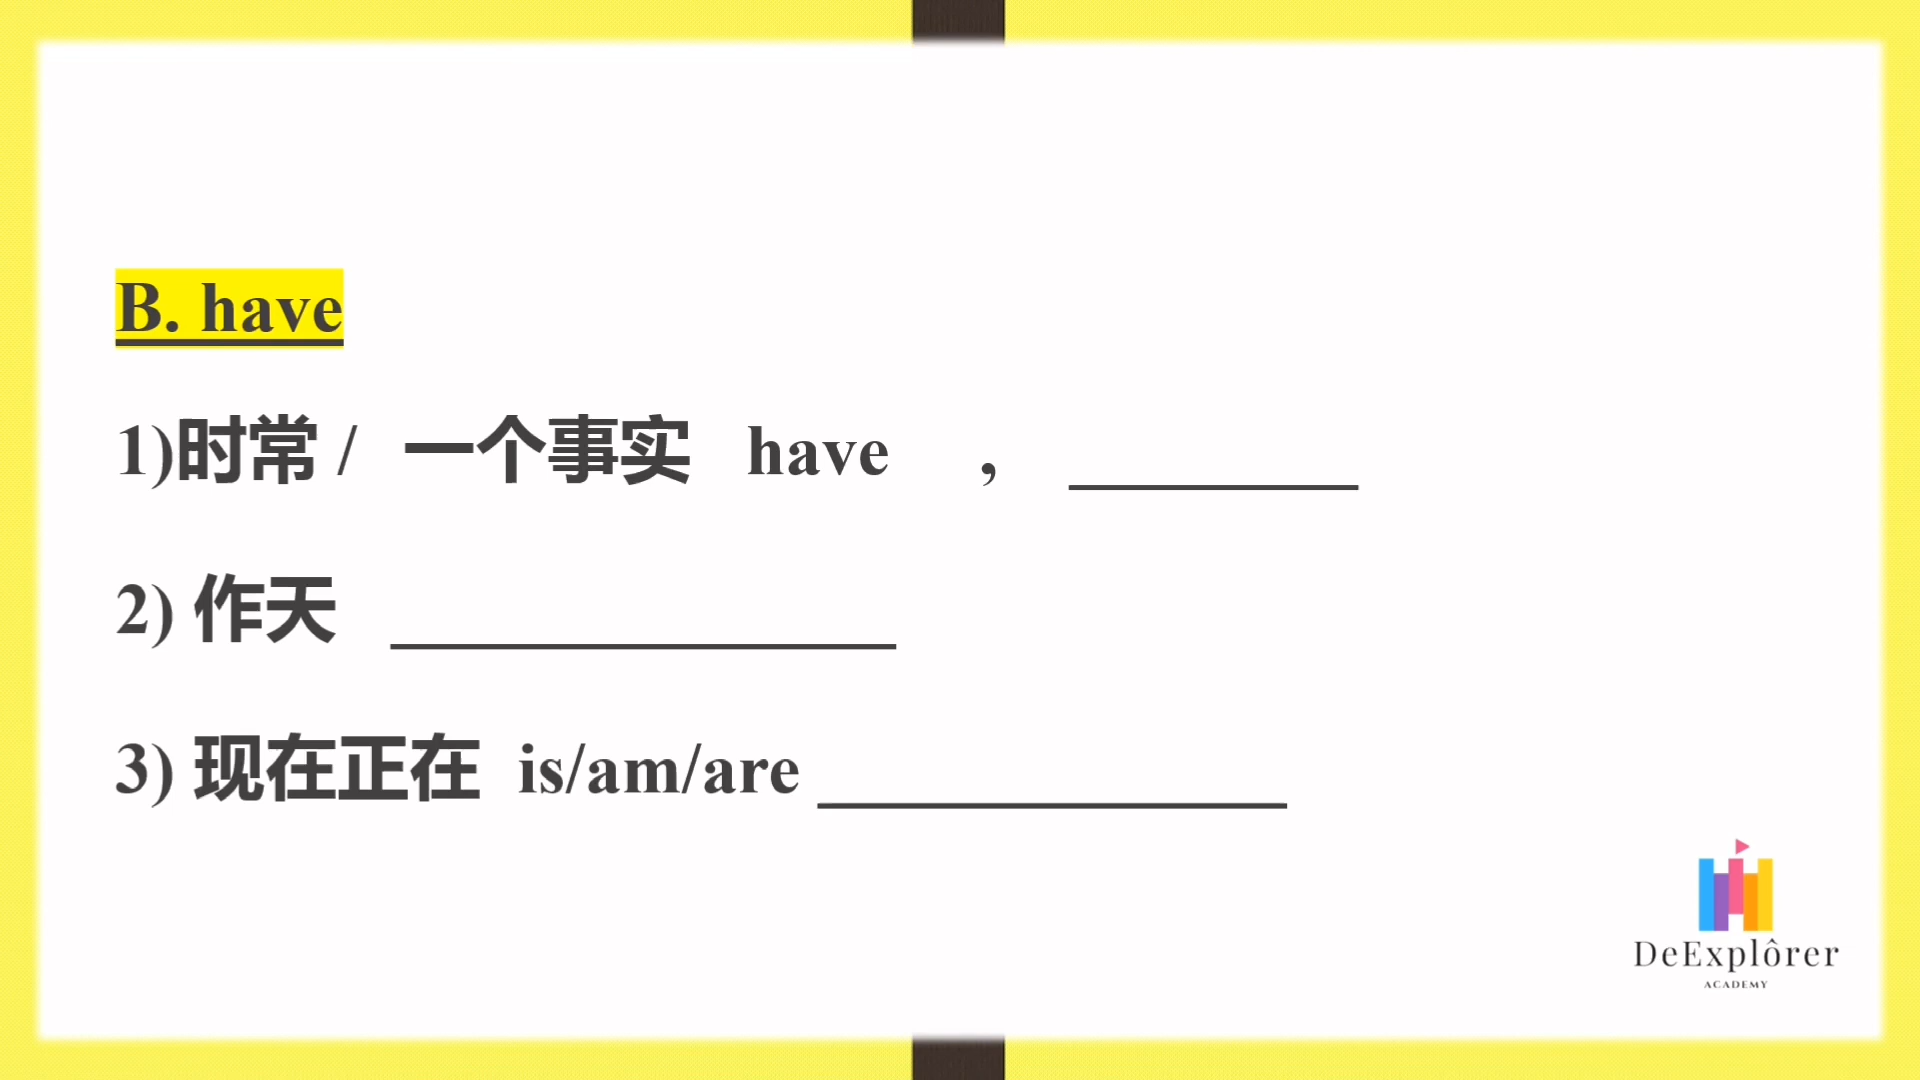 B. have
1)时常 / 一个事实 have , ________
2) 作天 ______________
3) 现在正在 is/am/are _____________
DeExplôrer
ACADEMY